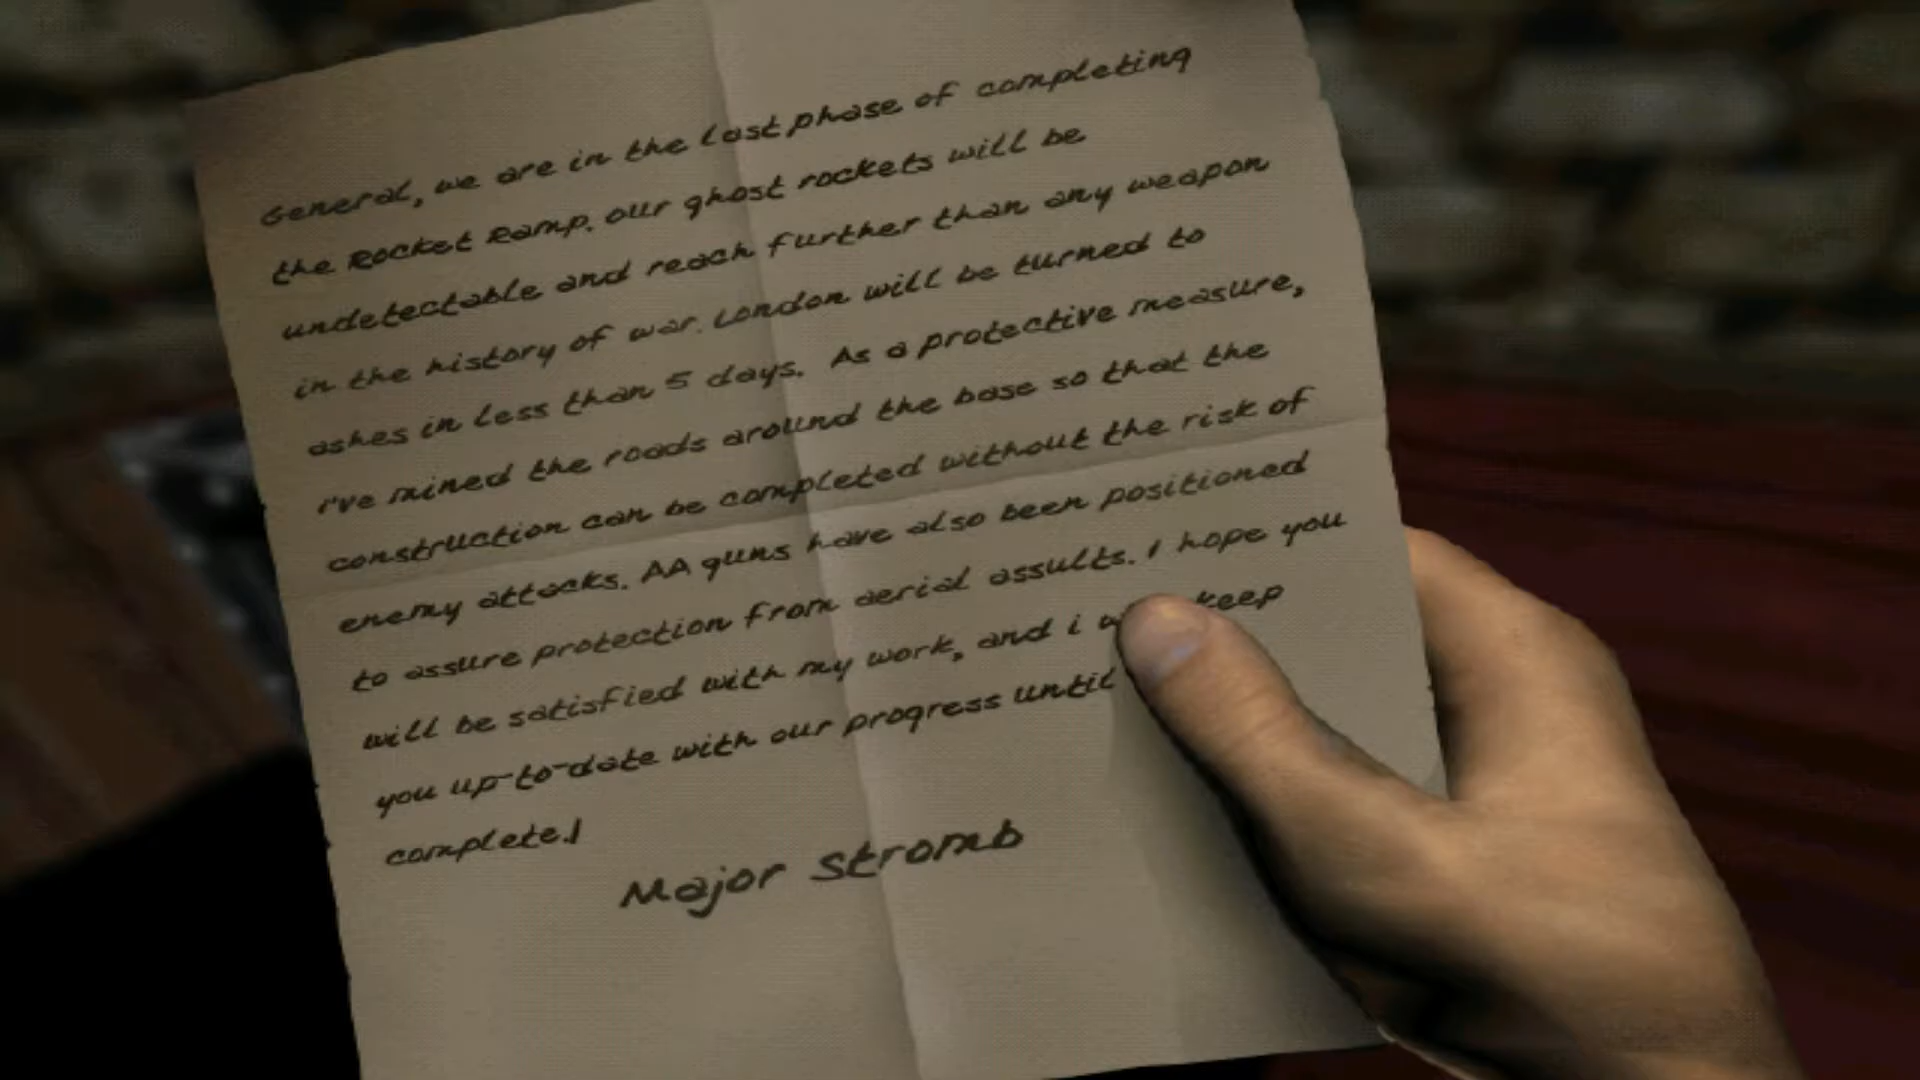 General, we are in the last phase of completing
the Rocket Ramp. our ghost rockets will be
undetectable and reach further than any weapon
in the history of war. London will be turned to
ashes in less than 5 days. As a protective measure,
i've mined the roads around the base so that the
construction can be completed without the risk of
enemy attacks. AA guns have also been positioned
to assure protection from aerial assults. I hope you
will be satisfied with my work, and i keep
you up-to-date with our progress until
complete.
Major Stromb